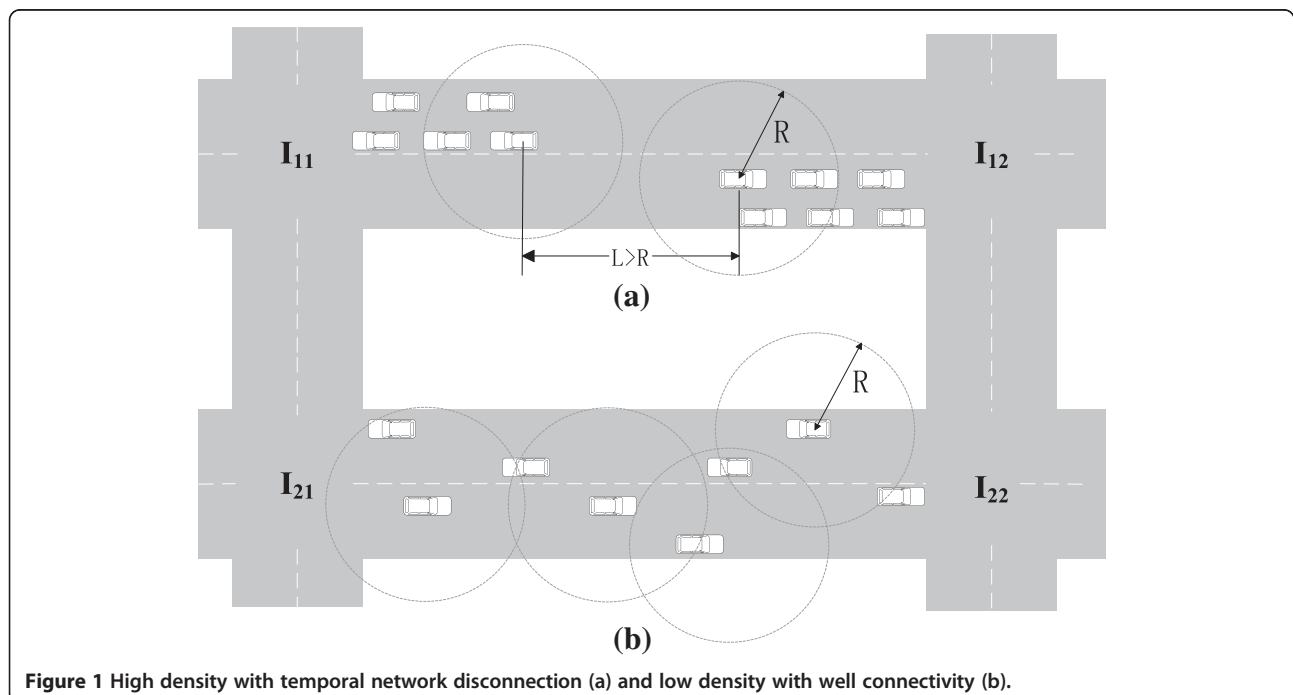 I₁₁
R
I₁₂
L>R
(a)
R
I₂₁
I₂₂
(b)
Figure 1 High density with temporal network disconnection (a) and low density with well connectivity (b).